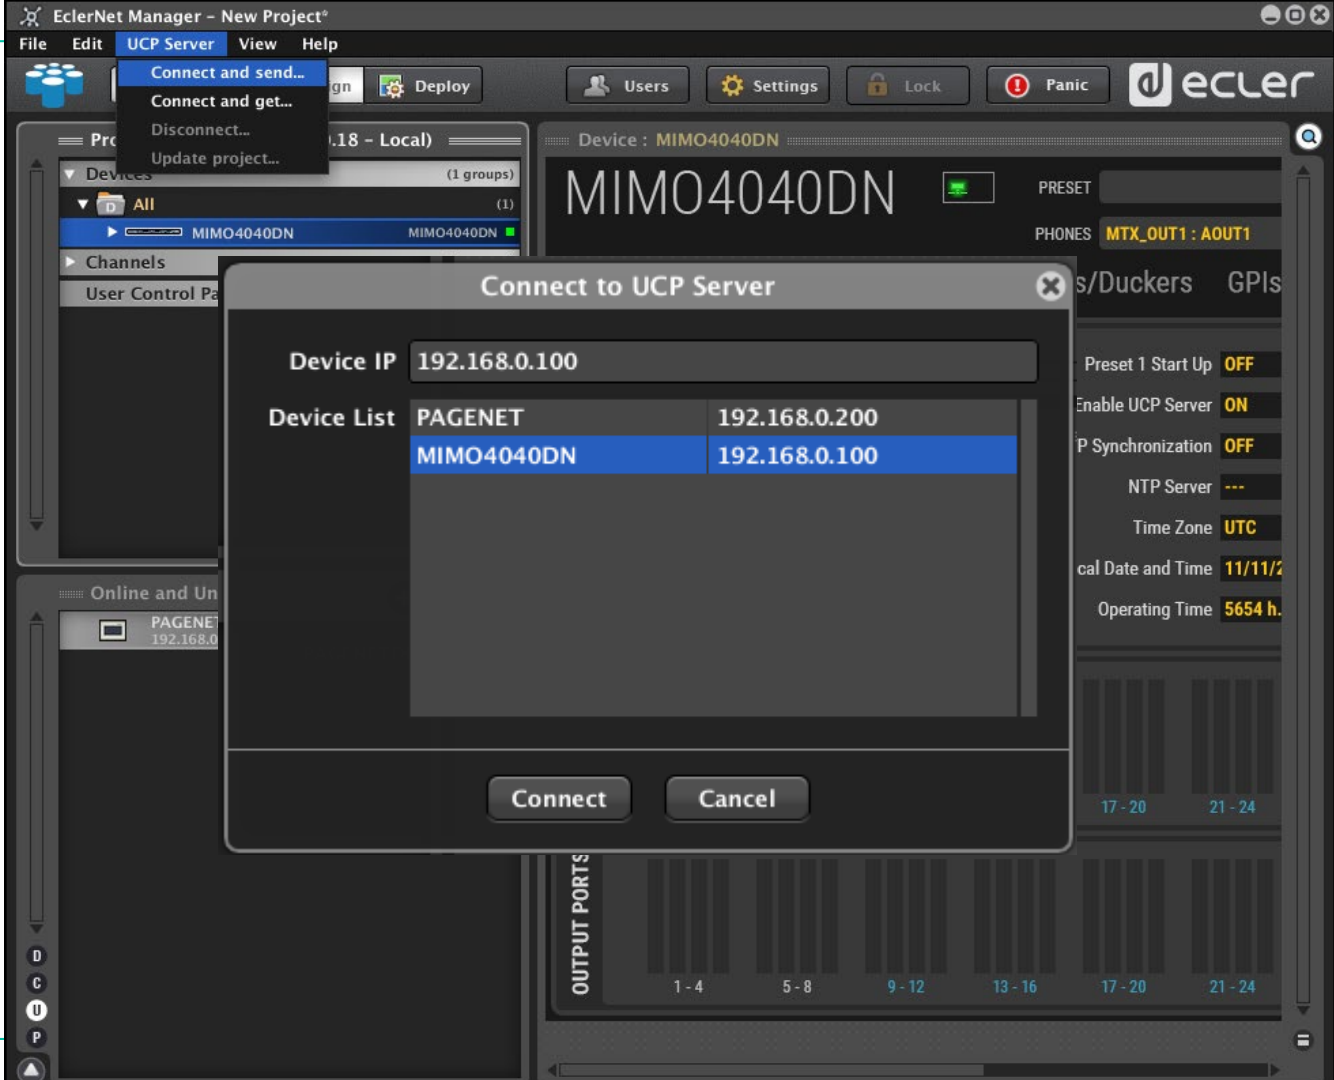 EclerNet Manager – New Project*
File Edit UCP Server View Help
Connect and send...
Connect and get...
Disconnect...
Update project...
gn
Deploy
Users
Settings
Lock
Panic
ecler
Pro
.18 – Local)
Devices
(1 groups)
D All (1)
MIMO4040DN MIMO4040DN
Channels
User Control Pa
Device : MIMO4040DN
MIMO4040DN
PRESET
PHONES MTX_OUT1 : AOUT1
s/Duckers GPIs
Connect to UCP Server
Device IP 192.168.0.100
Device List PAGENET 192.168.0.200
MIMO4040DN 192.168.0.100
Connect Cancel
Preset 1 Start Up OFF
Enable UCP Server ON
P Synchronization OFF
NTP Server ---
Time Zone UTC
cal Date and Time 11/11/2
Operating Time 5654 h.
Online and Un
PAGENET
192.168.0
17 - 20 21 - 24
OUTPUT PORTS
1 - 4 5 - 8 9 - 12 13 - 16 17 - 20 21 - 24
D
C
U
P